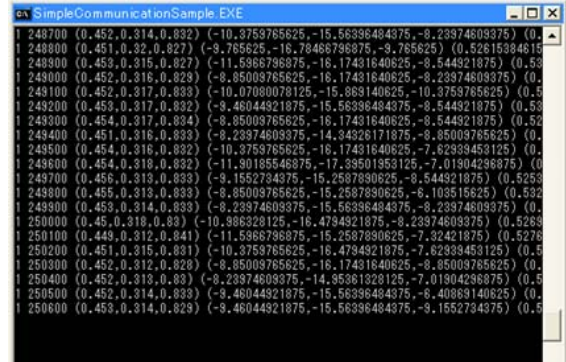 SimpleCommunicationSample.EXE
1 248700 (0.452,0.314,0.832) (-10.3759765625,-15.56396484375,-8.23974609375) (0.
1 248800 (0.451,0.32,0.827) (-9.765625,-16.78466796875,-9.765625) (0.52615384615
1 248900 (0.453,0.315,0.827) (-11.5966796875,-16.17431640625,-8.544921875) (0.53
1 249000 (0.452,0.316,0.829) (-8.85009765625,-16.17431640625,-8.544921875) (0.53
1 249100 (0.452,0.317,0.833) (-10.07080078125,-15.869140625,-10.3759765625) (0.5
1 249200 (0.453,0.317,0.832) (-9.46044921875,-15.56396484375,-8.544921875) (0.53
1 249300 (0.454,0.317,0.834) (-8.85009765625,-16.17431640625,-8.544921875) (0.52
1 249400 (0.451,0.316,0.833) (-8.23974609375,-14.34326171875,-8.85009765625) (0.
1 249500 (0.454,0.316,0.832) (-10.3759765625,-16.17431640625,-7.62939453125) (0.
1 249600 (0.454,0.318,0.832) (-11.90185546875,-17.39501953125,-7.01904296875) (0
1 249700 (0.456,0.313,0.833) (-9.1552734375,-15.2587890625,-8.544921875) (0.5253
1 249800 (0.455,0.313,0.833) (-8.85009765625,-15.2587890625,-6.103515625) (0.532
1 249900 (0.453,0.314,0.833) (-8.23974609375,-15.56396484375,-8.23974609375) (0.
1 250000 (0.45,0.318,0.83) (-10.986328125,-16.4794921875,-8.23974609375) (0.5269
1 250100 (0.449,0.312,0.841) (-11.5966796875,-15.2587890625,-7.32421875) (0.5276
1 250200 (0.451,0.315,0.831) (-10.3759765625,-16.4794921875,-7.62939453125) (0.5
1 250300 (0.452,0.312,0.828) (-8.85009765625,-16.17431640625,-8.85009765625) (0.
1 250400 (0.452,0.313,0.83) (-8.23974609375,-14.95361328125,-7.01904296875) (0.5
1 250500 (0.452,0.314,0.833) (-9.46044921875,-15.56396484375,-6.40869140625) (0.
1 250600 (0.453,0.314,0.829) (-9.46044921875,-15.56396484375,-9.1552734375) (0.5